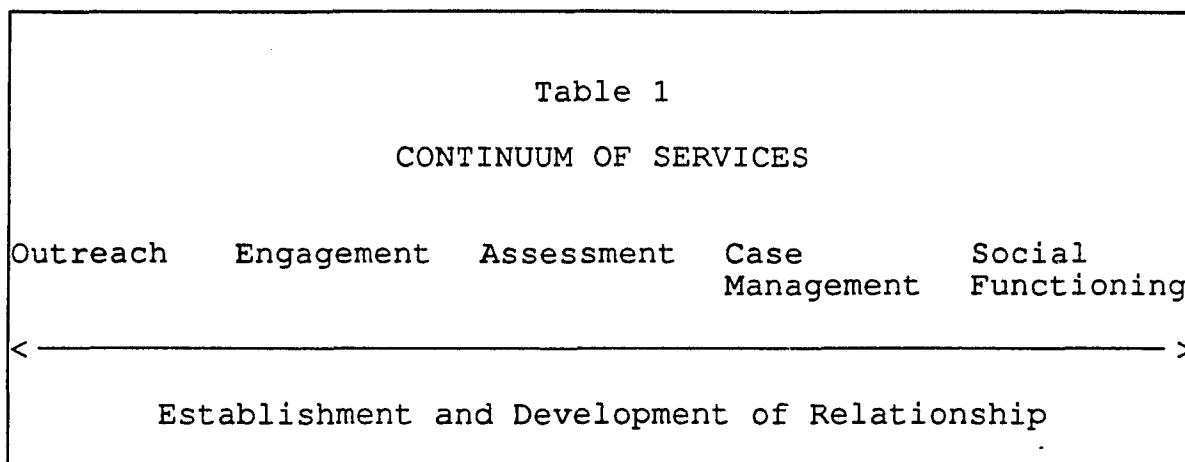 Table 1
CONTINUUM OF SERVICES
Outreach Engagement Assessment Case Management Social Functioning
< >
Establishment and Development of Relationship